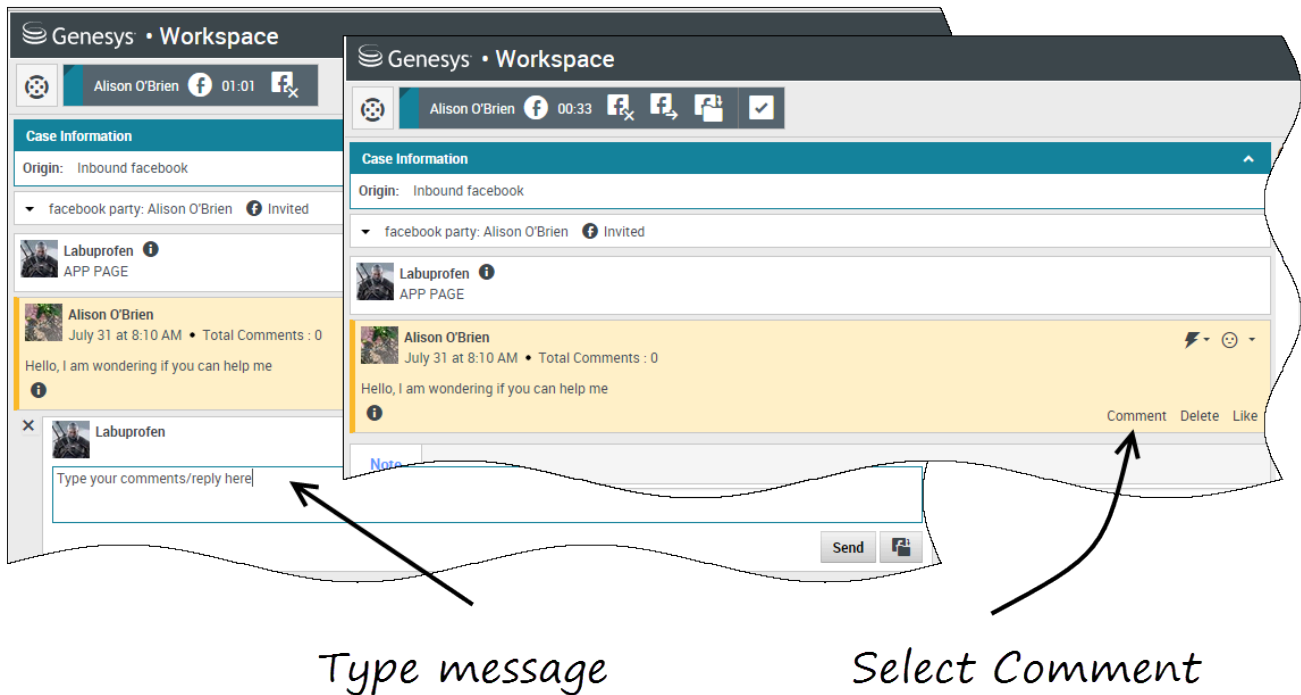 Genesys • Workspace
Alison O'Brien 01:01
Case Information
Origin: Inbound facebook
facebook party: Alison O'Brien Invited
Labuprofen
APP PAGE
Alison O'Brien
July 31 at 8:10 AM • Total Comments : 0
Hello, I am wondering if you can help me
Labuprofen
Type your comments/reply here
Send
Genesys • Workspace
Alison O'Brien 00:33
Case Information
Origin: Inbound facebook
facebook party: Alison O'Brien Invited
Labuprofen
APP PAGE
Alison O'Brien
July 31 at 8:10 AM • Total Comments : 0
Hello, I am wondering if you can help me
Comment Delete Like
Note
Type message
Select Comment